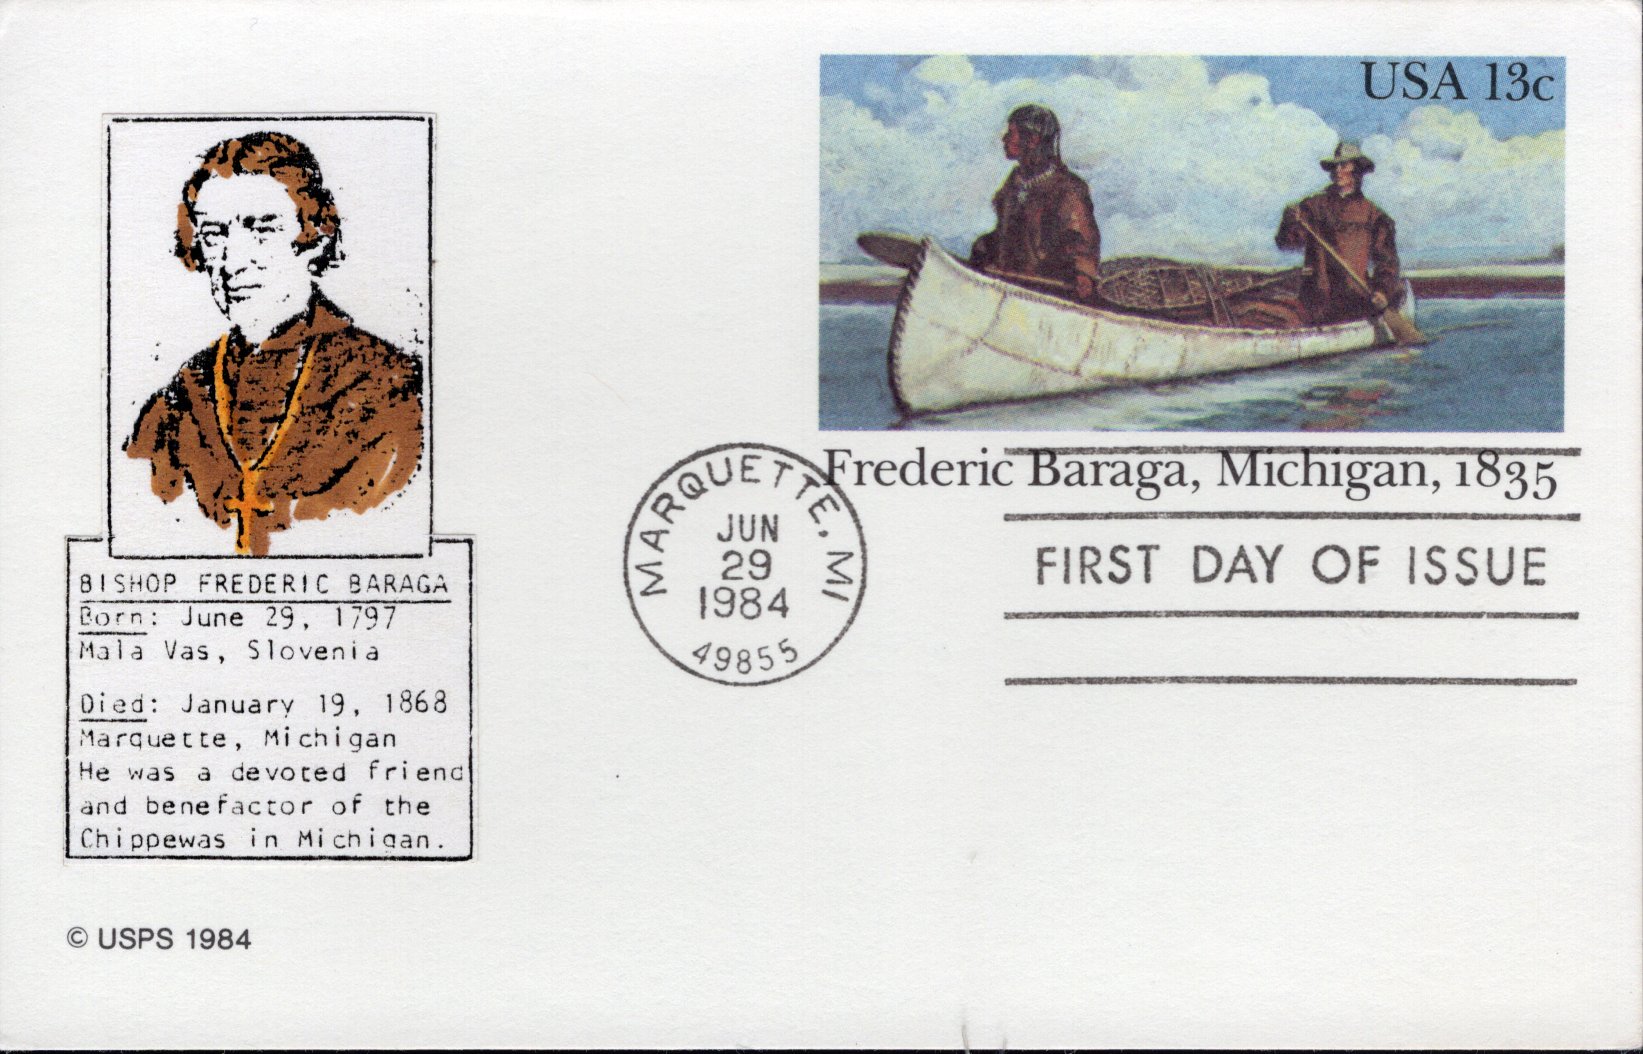 USA 13c
Frederic Baraga, Michigan, 1835
MARQUETTE, MI
JUN
29
1984
49855
FIRST DAY OF ISSUE
BISHOP FREDERIC BARAGA
Born: June 29, 1797
Mala Vas, Slovenia
Died: January 19, 1868
Marquette, Michigan
He was a devoted friend
and benefactor of the
Chippewas in Michigan.
© USPS 1984